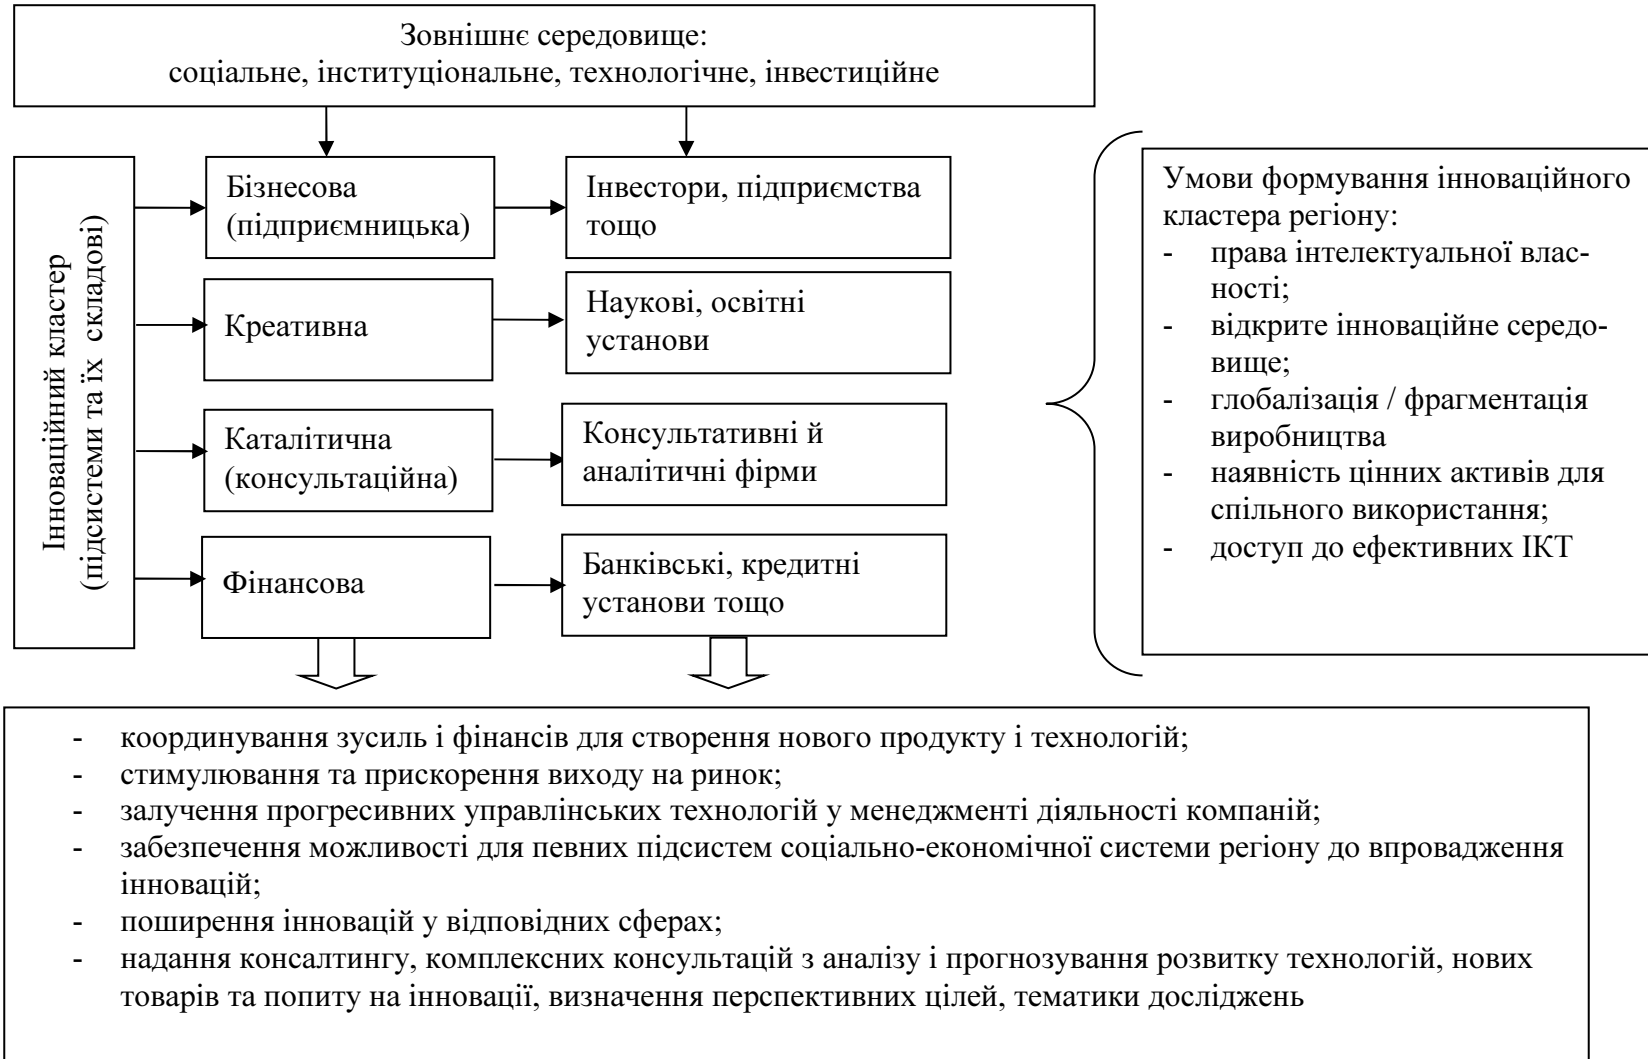 Зовнішнє середовище:
соціальне, інституціональне, технологічне, інвестиційне
Інноваційний кластер
(підсистеми та їх складові)
Бізнесова
(підприємницька)
Інвестори, підприємства
тощо
Креативна
Наукові, освітні
установи
Каталітична
(консультаційна)
Консультативні й
аналітичні фірми
Фінансова
Банківські, кредитні
установи тощо
Умови формування інноваційного
кластера регіону:
- права інтелектуальної влас-
ності;
- відкрите інноваційне середо-
вище;
- глобалізація / фрагментація
виробництва
- наявність цінних активів для
спільного використання;
- доступ до ефективних ІКТ
- координування зусиль і фінансів для створення нового продукту і технологій;
- стимулювання та прискорення виходу на ринок;
- залучення прогресивних управлінських технологій у менеджменті діяльності компаній;
- забезпечення можливості для певних підсистем соціально-економічної системи регіону до впровадження
інновацій;
- поширення інновацій у відповідних сферах;
- надання консалтингу, комплексних консультацій з аналізу і прогнозування розвитку технологій, нових
товарів та попиту на інновації, визначення перспективних цілей, тематики досліджень